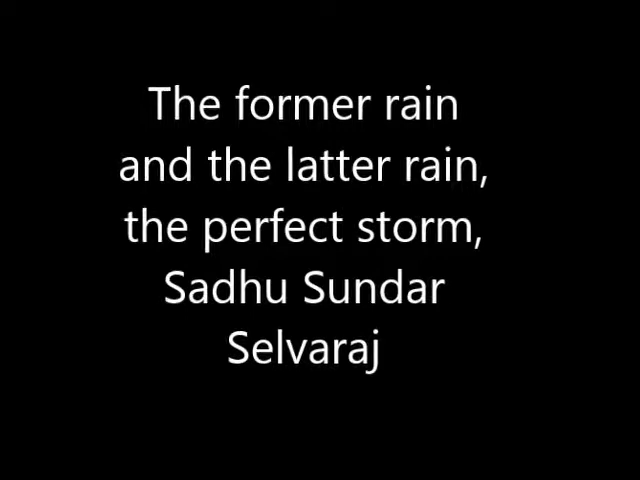 The former rain
and the latter rain,
the perfect storm,
Sadhu Sundar
Selvaraj